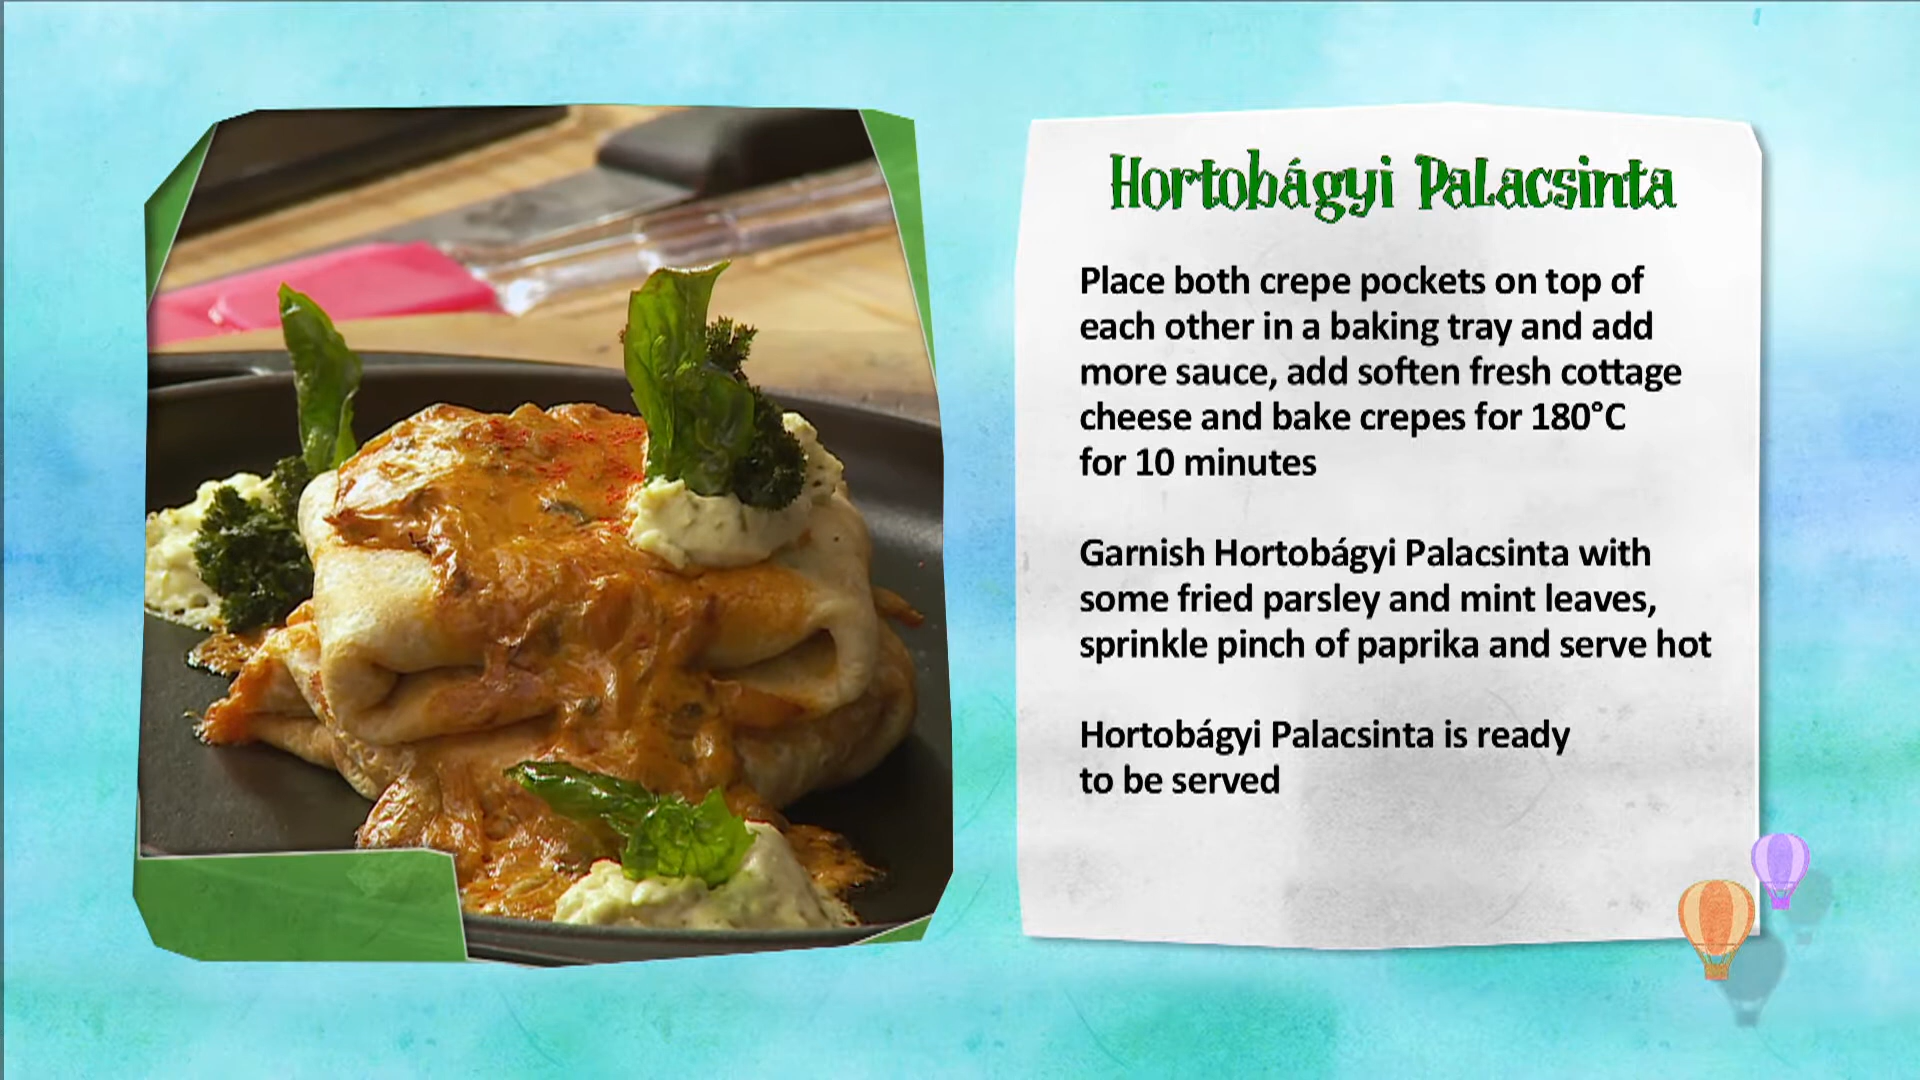 Hortobágyi Palacsinta
Place both crepe pockets on top of
each other in a baking tray and add
more sauce, add soften fresh cottage
cheese and bake crepes for 180°C
for 10 minutes
Garnish Hortobágyi Palacsinta with
some fried parsley and mint leaves,
sprinkle pinch of paprika and serve hot
Hortobágyi Palacsinta is ready
to be served